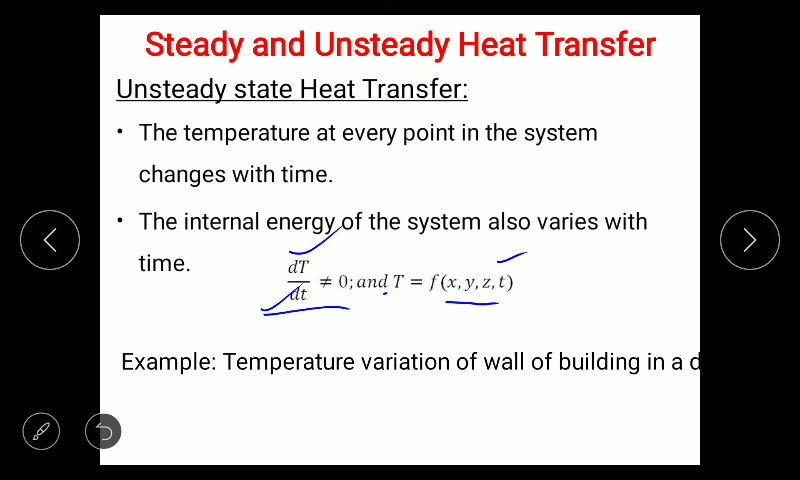 Steady and Unsteady Heat Transfer
Unsteady state Heat Transfer:
• The temperature at every point in the system
changes with time.
• The internal energy of the system also varies with
time.
dT/dt ≠ 0; and T = f(x, y, z, t)
Example: Temperature variation of wall of building in a d